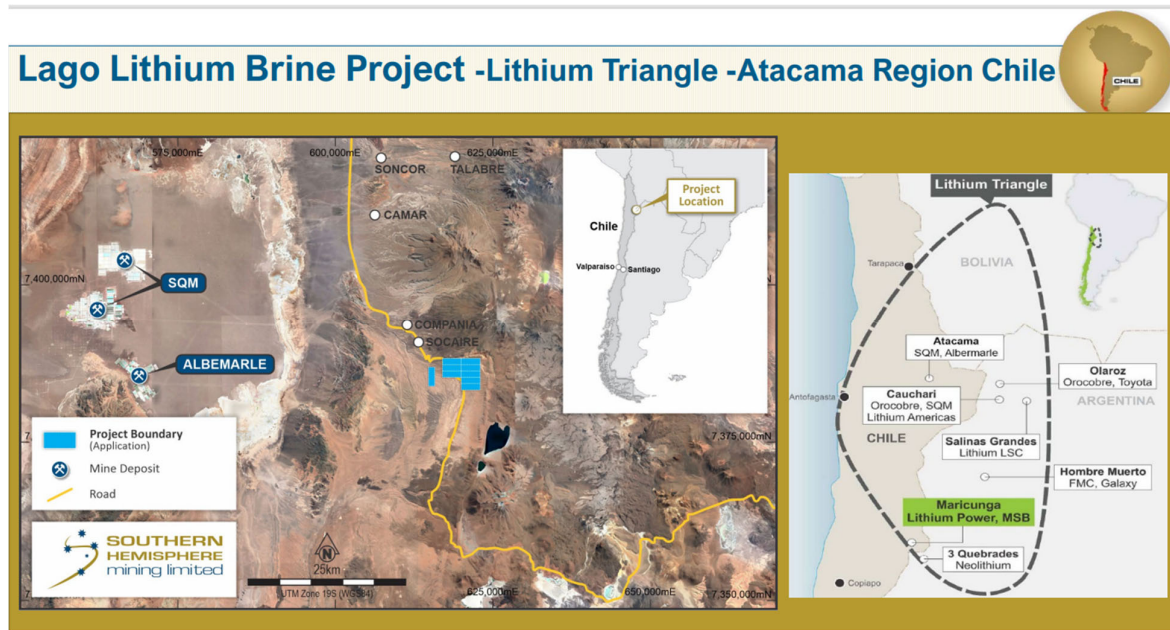 Lago Lithium Brine Project -Lithium Triangle -Atacama Region Chile
CHILE
575,000mE
600,000mE
625,000mE
SONCOR
TALABRE
CAMAR
7,400,000mN
SQM
COMPANIA
SOCAIRE
ALBEMARLE
7,375,000mN
Project Boundary
(Application)
Mine Deposit
Road
SOUTHERN
HEMISPHERE
mining limited
N
25km
UTM Zono 19S (WGS84)
625,000mE
650,000mE
7,350,000mN
Project
Location
Chile
Valparaiso
Santiago
Lithium Triangle
Tarapaca
BOLIVIA
Atacama
SQM, Albermarle
Olaroz
Orocobre, Toyota
Cauchari
Orocobre, SQM
Lithium Americas
Antofagasta
ARGENTINA
CHILE
Salinas Grandes
Lithium LSC
Hombre Muerto
FMC, Galaxy
Maricunga
Lithium Power, MSB
3 Quebrades
Neolithium
Copiapo